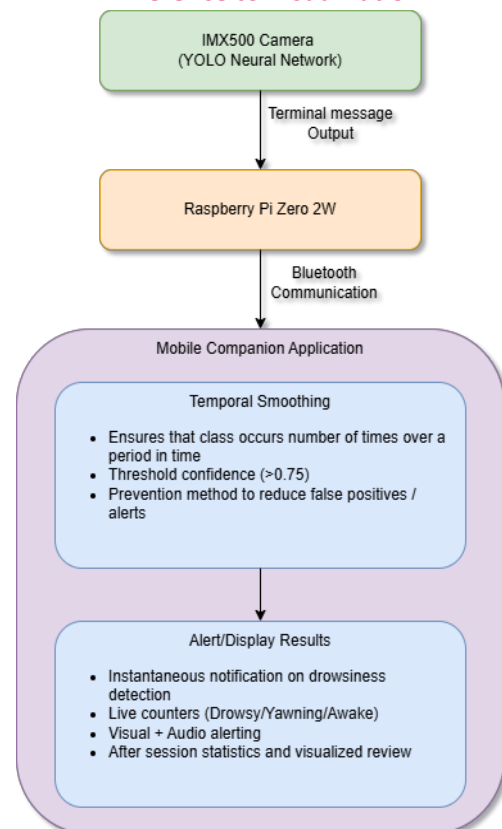 IMX500 Camera
(YOLO Neural Network)
Terminal message
Output
Raspberry Pi Zero 2W
Bluetooth
Communication
Mobile Companion Application
Temporal Smoothing
• Ensures that class occurs number of times over a
period in time
• Threshold confidence (>0.75)
• Prevention method to reduce false positives /
alerts
Alert/Display Results
• Instantaneous notification on drowsiness
detection
• Live counters (Drowsy/Yawning/Awake)
• Visual + Audio alerting
• After session statistics and visualized review